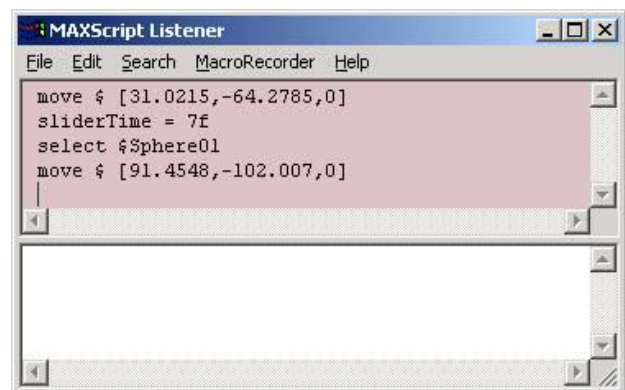 MAXScript Listener
File Edit Search MacroRecorder Help
move $ [31.0215,-64.2785,0]
sliderTime = 7f
select $Sphere01
move $ [91.4548,-102.007,0]